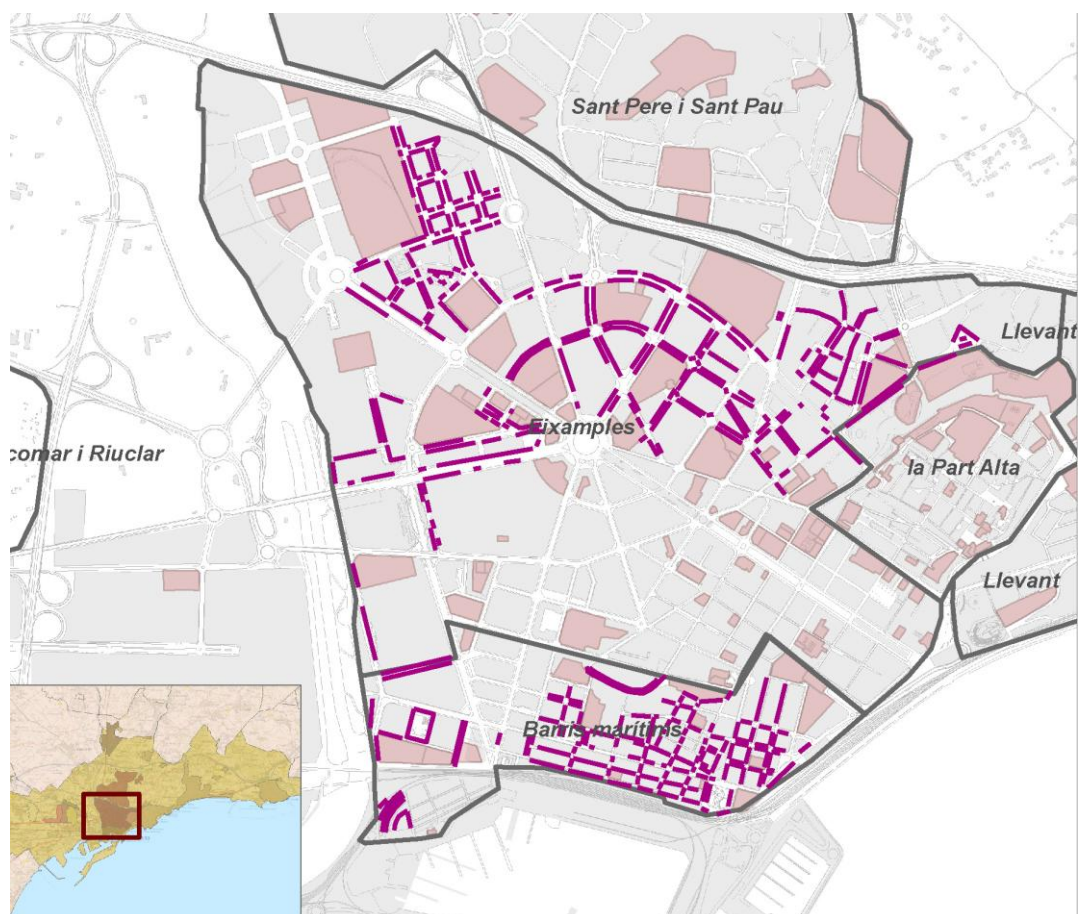 Sant Pere i Sant Pau
Llevant
Eixamples
comar i Riuclar
la Part Alta
Llevant
Barris marítims